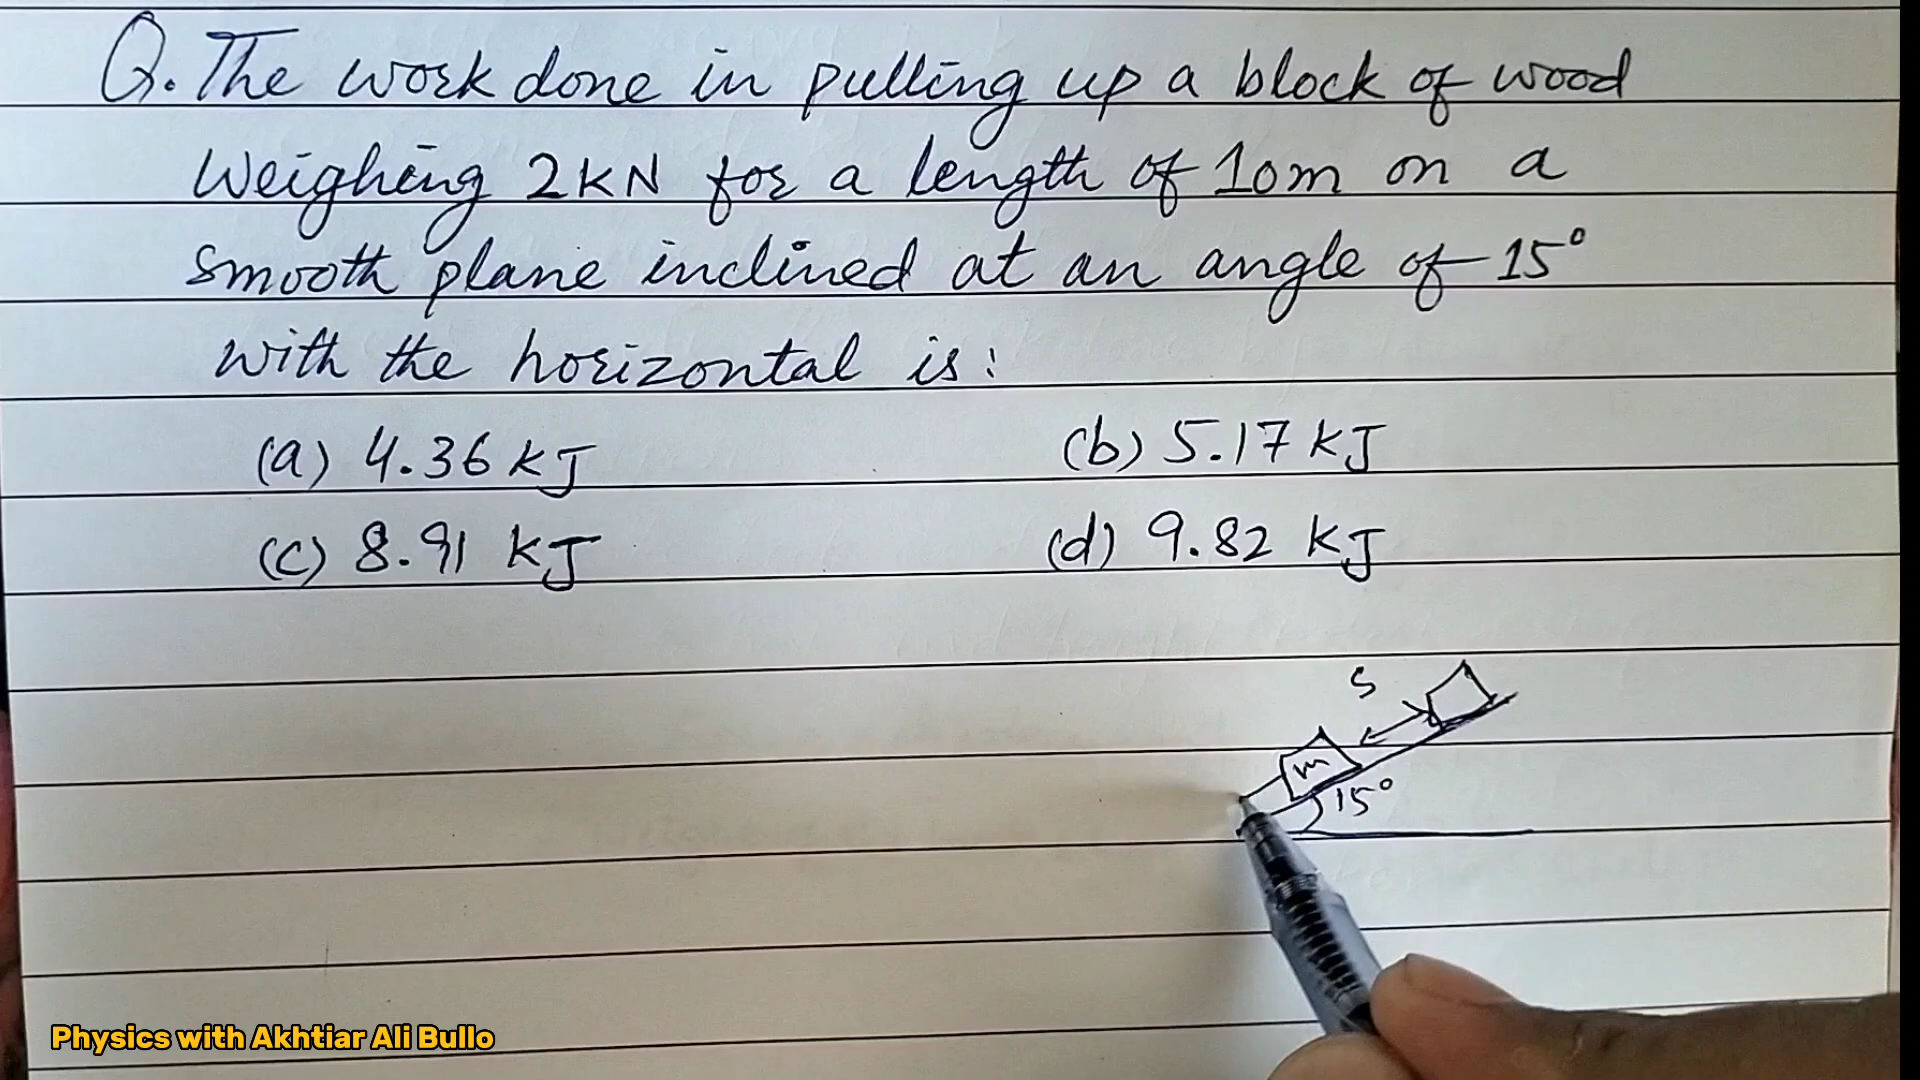 Q. The work done in pulling up a block of wood
Weighing 2KN for a length of 10m on a
smooth plane inclined at an angle of 15°
with the horizontal is:
(a) 4.36 kJ (b) 5.17 kJ
(c) 8.91 kJ (d) 9.82 kJ
S
m
15°
Physics with Akhtiar Ali Bullo